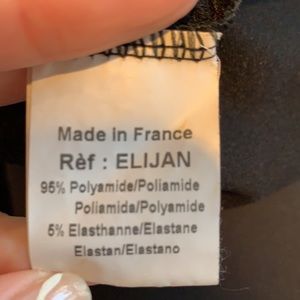 Made in France
Rèf : ELIJAN
95% Polyamide/Poliamide
Poliamida/Polyamide
5% Elasthanne/Elastane
Elastan/Elastano